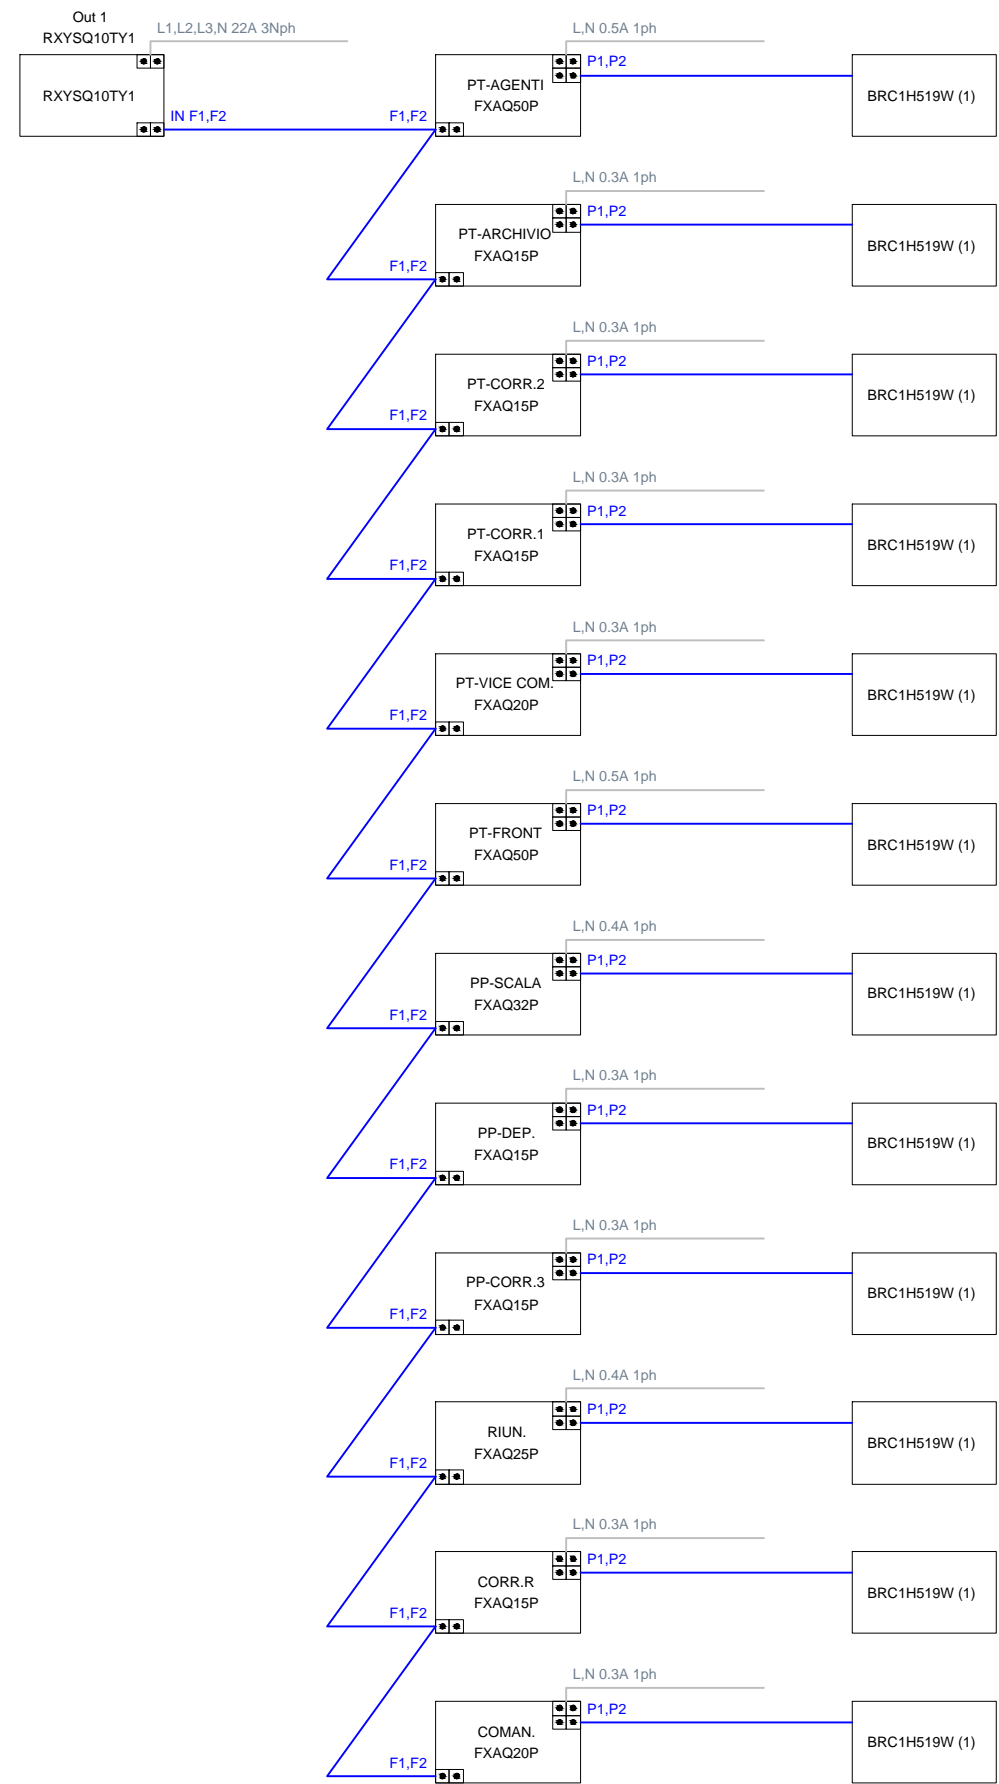 Out 1
RXYSQ10TY1
L1,L2,L3,N 22A 3Nph
RXYSQ10TY1
IN F1,F2
L,N 0.5A 1ph
P1,P2
PT-AGENTI
FXAQ50P
F1,F2
BRC1H519W (1)
L,N 0.3A 1ph
P1,P2
PT-ARCHIVIO
FXAQ15P
F1,F2
BRC1H519W (1)
L,N 0.3A 1ph
P1,P2
PT-CORR.2
FXAQ15P
F1,F2
BRC1H519W (1)
L,N 0.3A 1ph
P1,P2
PT-CORR.1
FXAQ15P
F1,F2
BRC1H519W (1)
L,N 0.3A 1ph
P1,P2
PT-VICE COM.
FXAQ20P
F1,F2
BRC1H519W (1)
L,N 0.5A 1ph
P1,P2
PT-FRONT
FXAQ50P
F1,F2
BRC1H519W (1)
L,N 0.4A 1ph
P1,P2
PP-SCALA
FXAQ32P
F1,F2
BRC1H519W (1)
L,N 0.3A 1ph
P1,P2
PP-DEP.
FXAQ15P
F1,F2
BRC1H519W (1)
L,N 0.3A 1ph
P1,P2
PP-CORR.3
FXAQ15P
F1,F2
BRC1H519W (1)
L,N 0.4A 1ph
P1,P2
RIUN.
FXAQ25P
F1,F2
BRC1H519W (1)
L,N 0.3A 1ph
P1,P2
CORR.R
FXAQ15P
F1,F2
BRC1H519W (1)
L,N 0.3A 1ph
P1,P2
COMAN.
FXAQ20P
F1,F2
BRC1H519W (1)